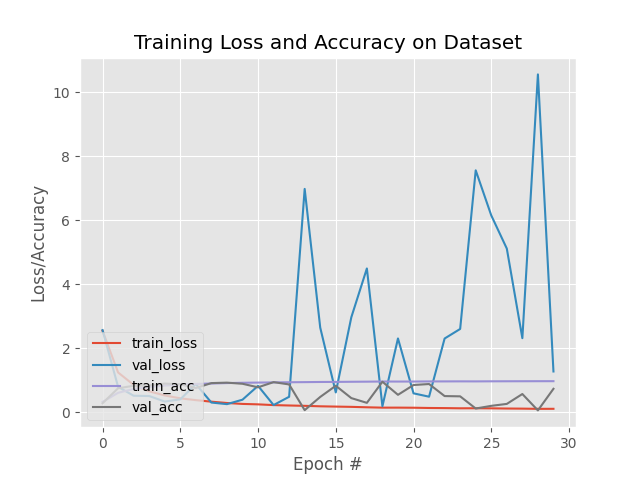 Training Loss and Accuracy on Dataset
Loss/Accuracy
10
8
6
4
2
0
train_loss
val_loss
train_acc
val_acc
0 5 10 15 20 25 30
Epoch #